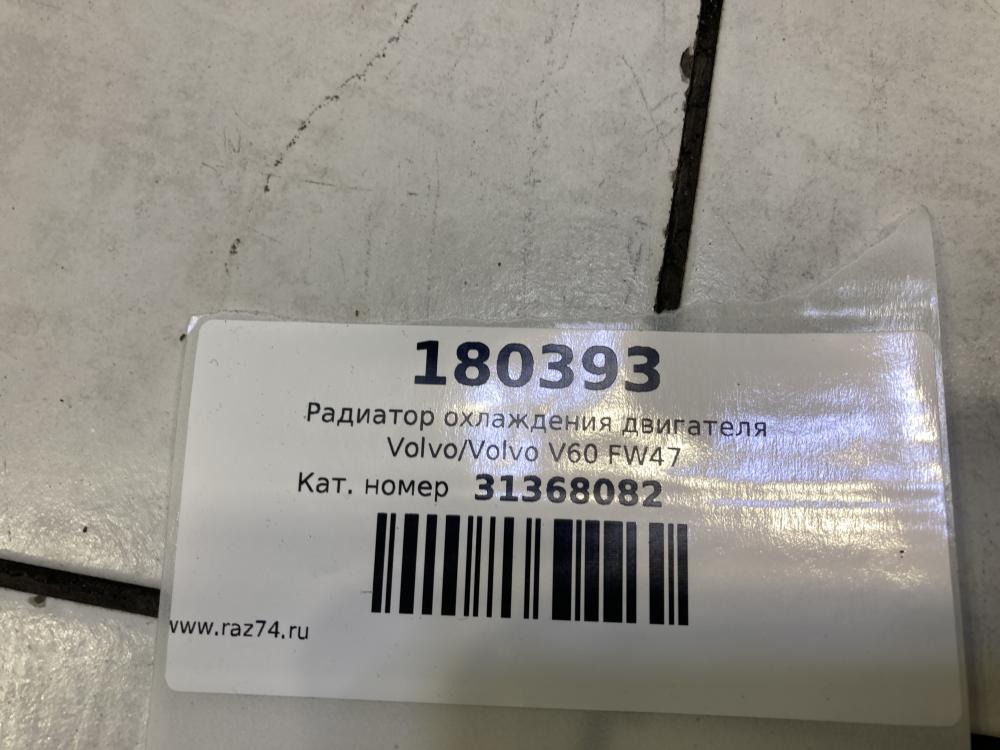 180393
Радиатор охлаждения двигателя
Volvo/Volvo V60 FW47
Кат. номер 31368082
www.raz74.ru